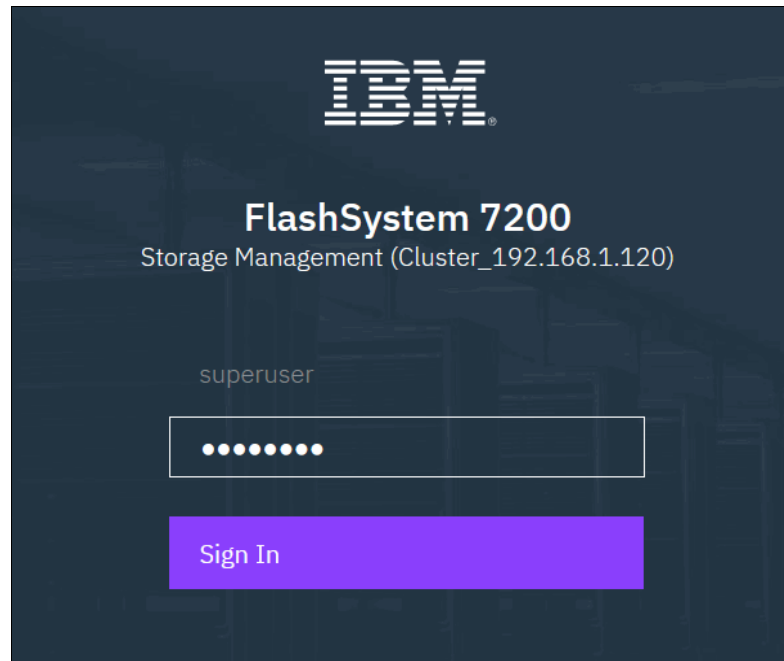 IBM®
FlashSystem 7200
Storage Management (Cluster_192.168.1.120)
superuser
••••••••
Sign In